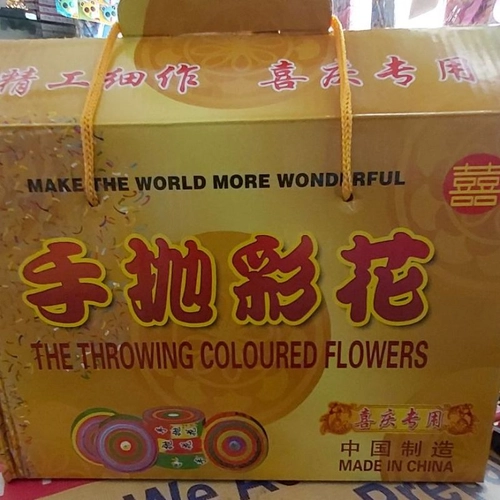 精工细作 喜庆专用
MAKE THE WORLD MORE WONDERFUL
囍
手抛彩花
THE THROWING COLOURED FLOWERS
喜庆专用
中国制造
MADE IN CHINA